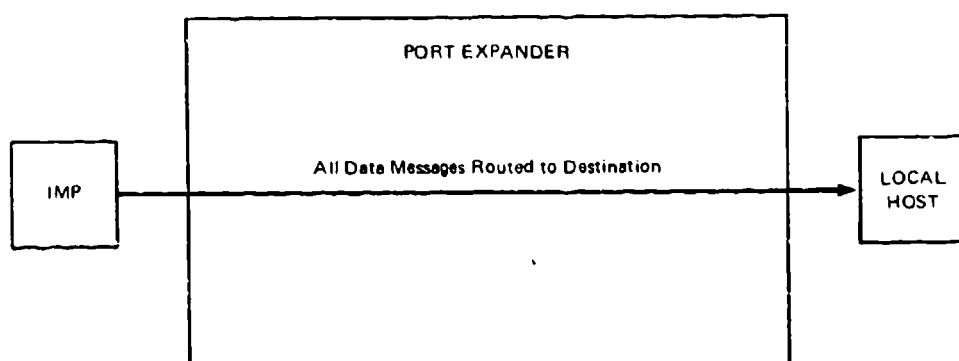 PORT EXPANDER
All Data Messages Routed to Destination
IMP
LOCAL
HOST